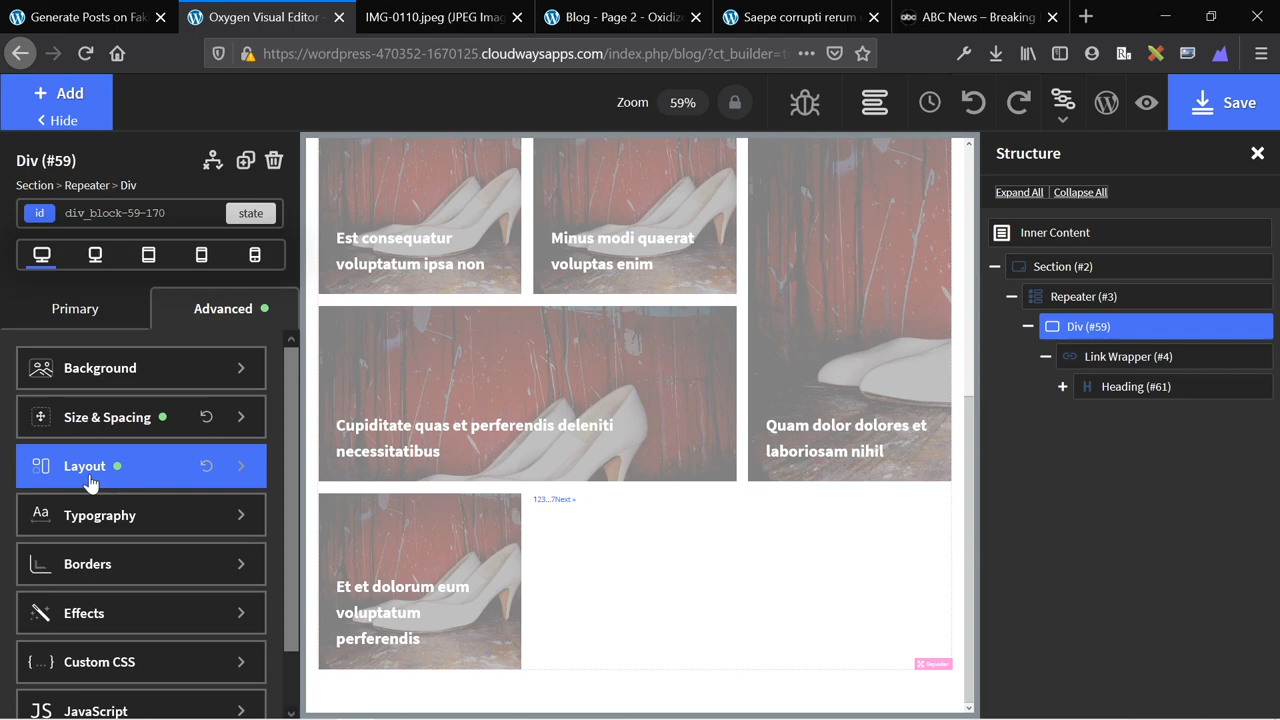 Generate Posts on Fak
Oxygen Visual Editor -
IMG-0110.jpeg (JPEG Imag
Blog - Page 2 - Oxidize
Saepe corrupti rerum
abc
ABC News – Breaking
https://wordpress-470352-1670125.cloudwaysapps.com/index.php/blog/?ct_builder=t
+ Add
< Hide
Zoom
59%
Save
Div (#59)
Section > Repeater > Div
id
div_block-59-170
state
Primary
Advanced
Background
Size & Spacing
Layout
Aa
Typography
Borders
Effects
{...}
Custom CSS
JS
JavaScript
Est consequatur
voluptatum ipsa non
Minus modi quaerat
voluptas enim
Cupiditate quas et perferendis deleniti
necessitatibus
Quam dolor dolores et
laboriosam nihil
123…7Next »
Et et dolorum eum
voluptatum
perferendis
Repeater
Structure
Expand All
Collapse All
Inner Content
Section (#2)
Repeater (#3)
Div (#59)
Link Wrapper (#4)
H
Heading (#61)